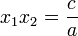 x₁x₂ = c/a